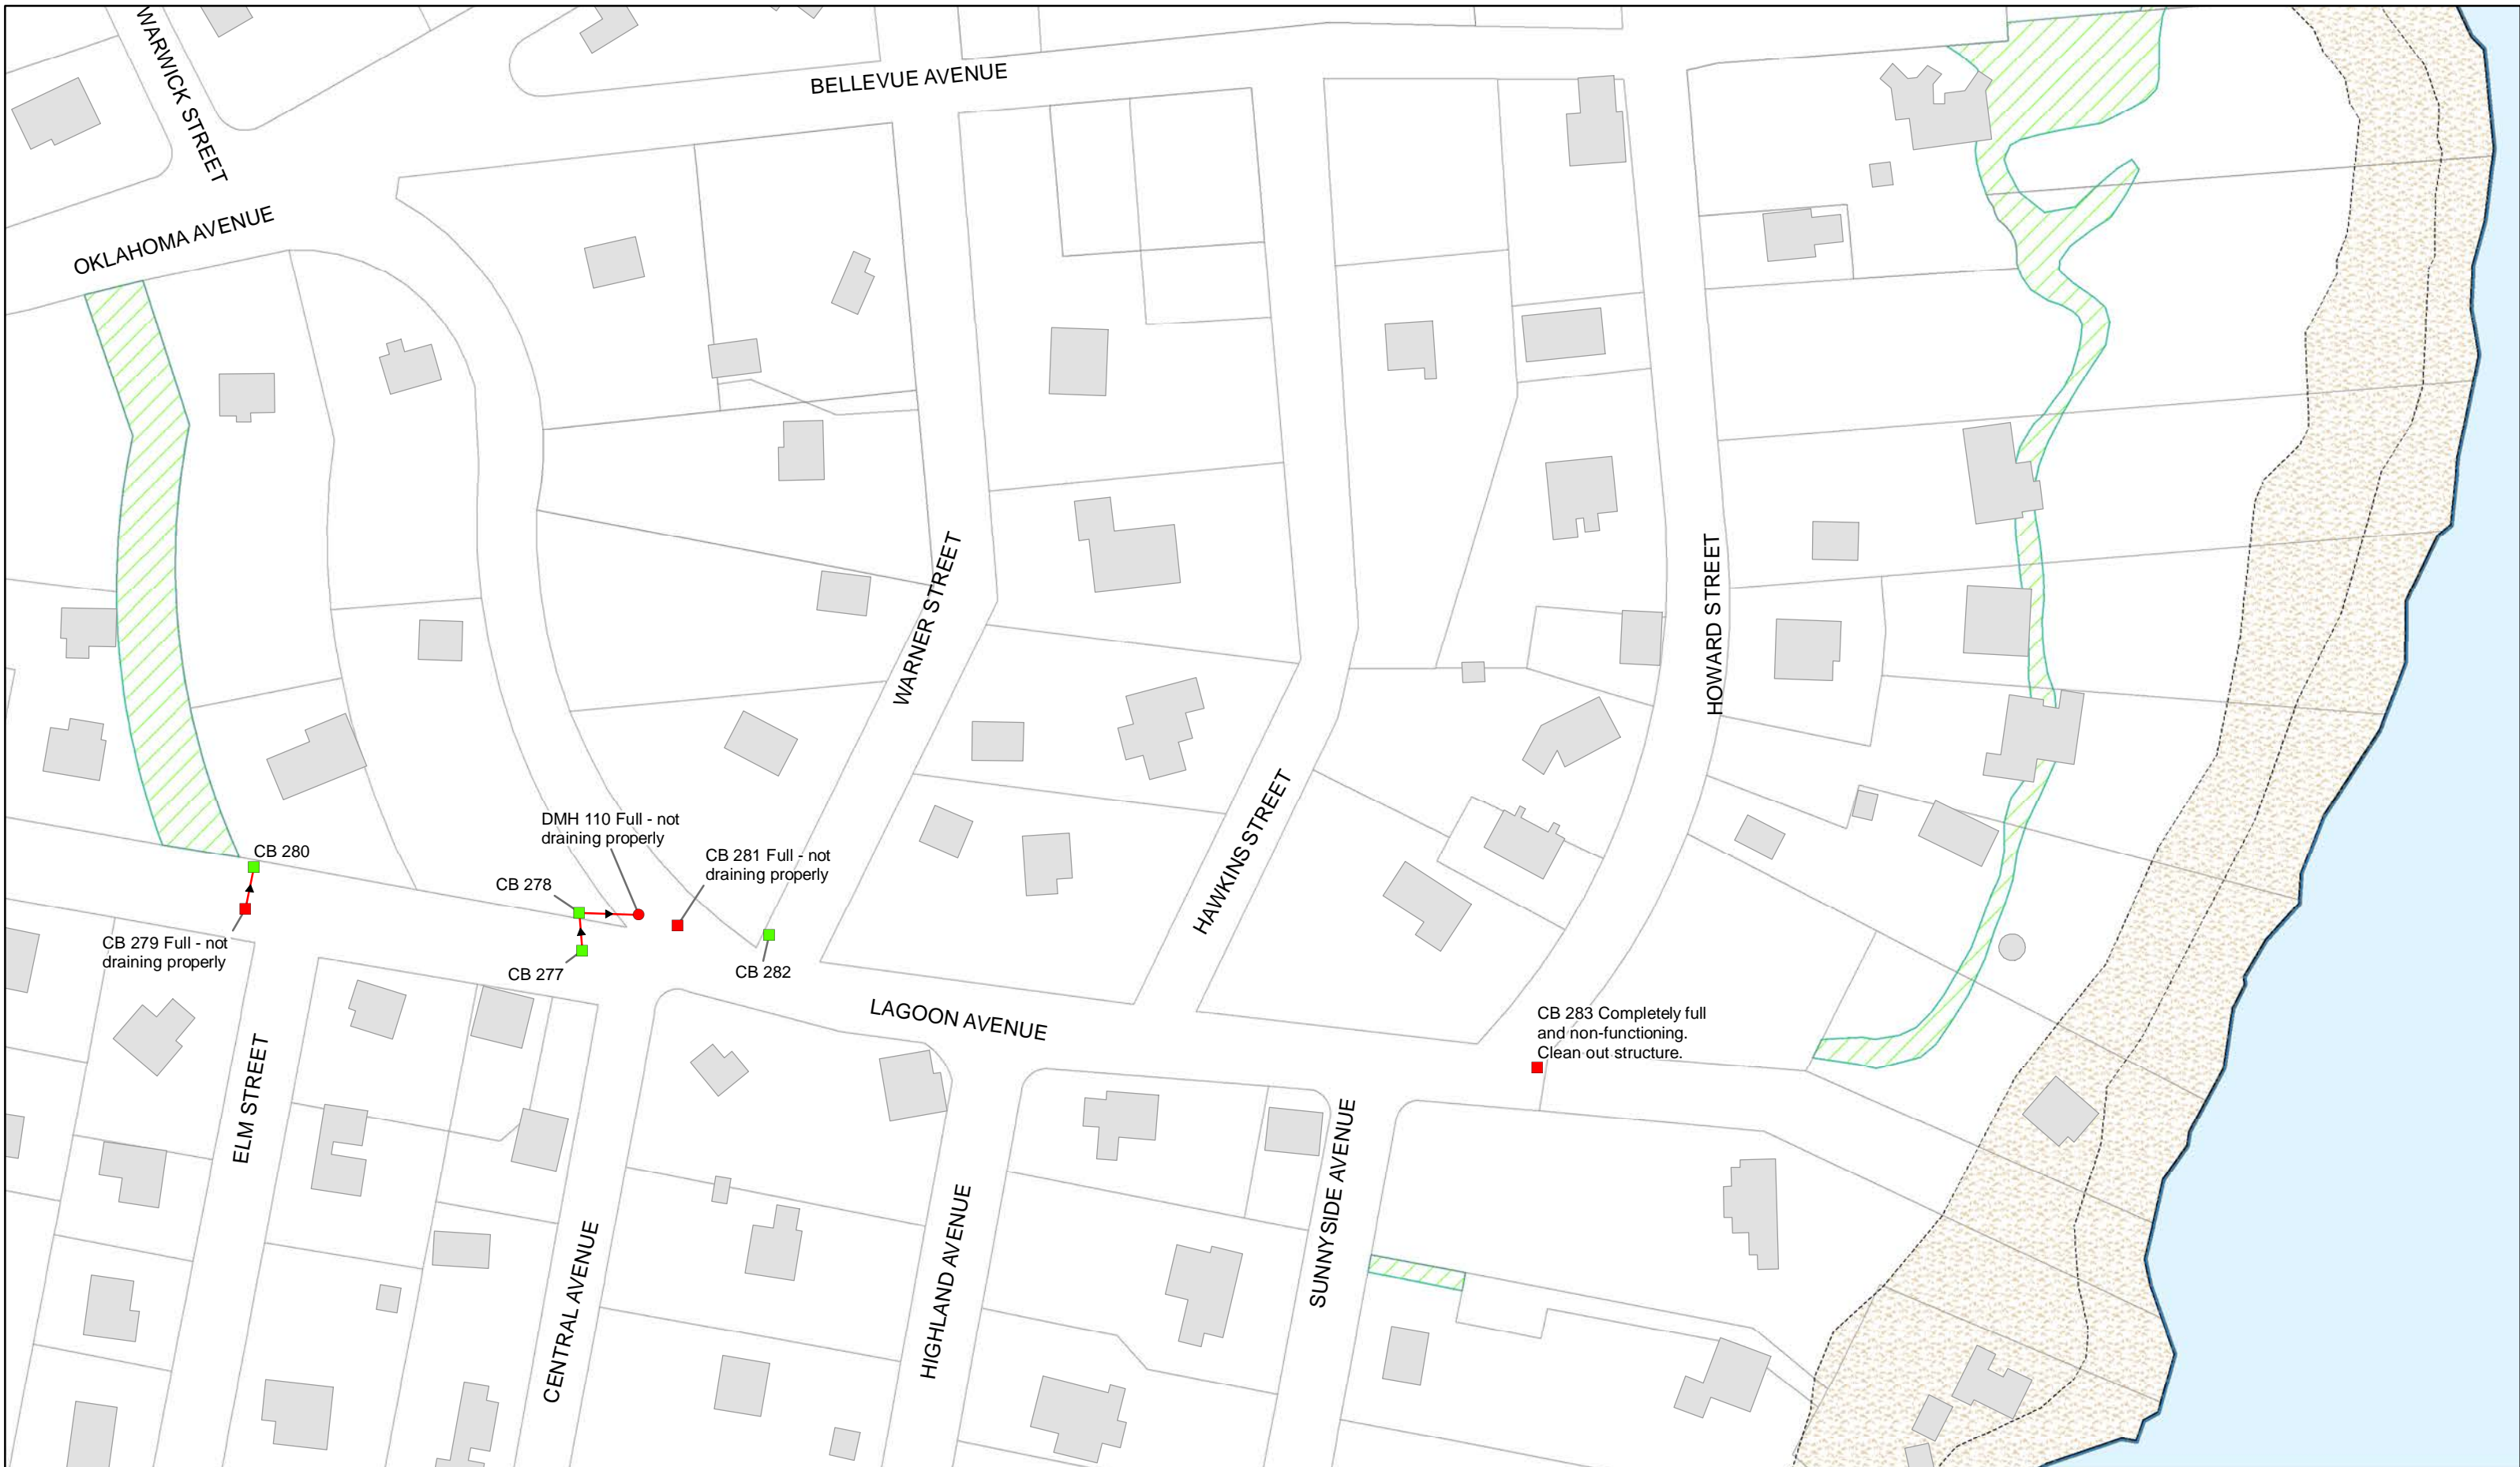 WARWICK STREET
BELLEVUE AVENUE
OKLAHOMA AVENUE
WARNER STREET
HOWARD STREET
HAWKINS STREET
DMH 110 Full - not
draining properly
CB 281 Full - not
draining properly
CB 280
CB 278
CB 279 Full - not
draining properly
CB 277
CB 282
LAGOON AVENUE
CB 283 Completely full
and non-functioning.
Clean out structure.
ELM STREET
CENTRAL AVENUE
HIGHLAND AVENUE
SUNNYSIDE AVENUE